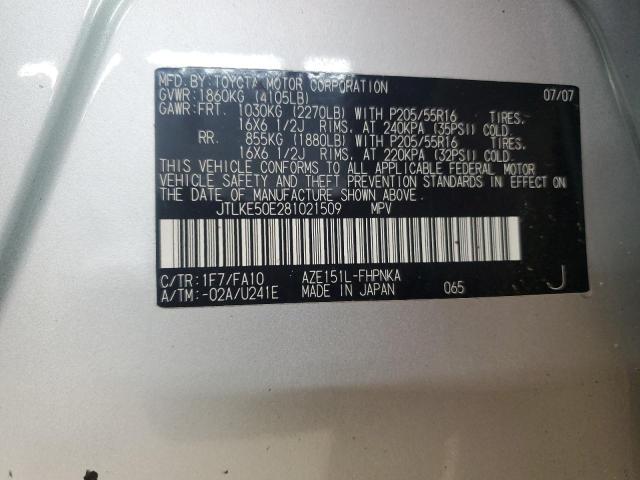 MFD.BY:TOYOTA MOTOR CORPORATION 07/07
GVWR:1860KG (4105LB)
GAWR:FRT. 1030KG (2270LB) WITH P205/55R16 TIRES.
16X6 1/2J RIMS, AT 240KPA (35PSI) COLD.
RR. 855KG (1880LB) WITH P205/55R16 TIRES.
16X6 1/2J RIMS, AT 220KPA (32PSI) COLD.
THIS VEHICLE CONFORMS TO ALL APPLICABLE FEDERAL MOTOR
VEHICLE SAFETY AND THEFT PREVENTION STANDARDS IN EFFECT ON
THE DATE OF MANUFACTURE SHOWN ABOVE.
JTLKE50E281021509 MPV
C/TR:1F7/FA10 AZE151L-FHPNKA
A/TM:-02A/U241E MADE IN JAPAN 065 J